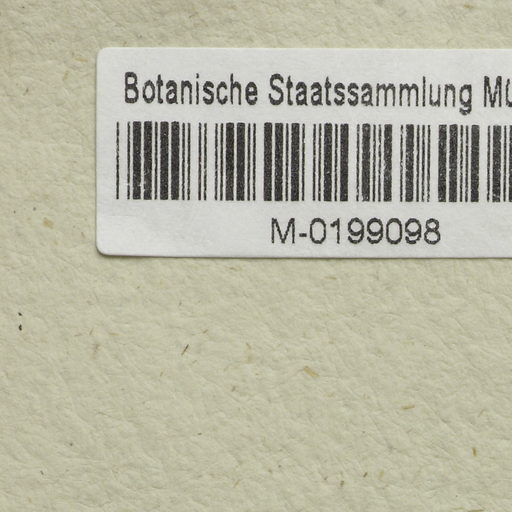 Botanische Staatssammlung MÜ
M-0199098